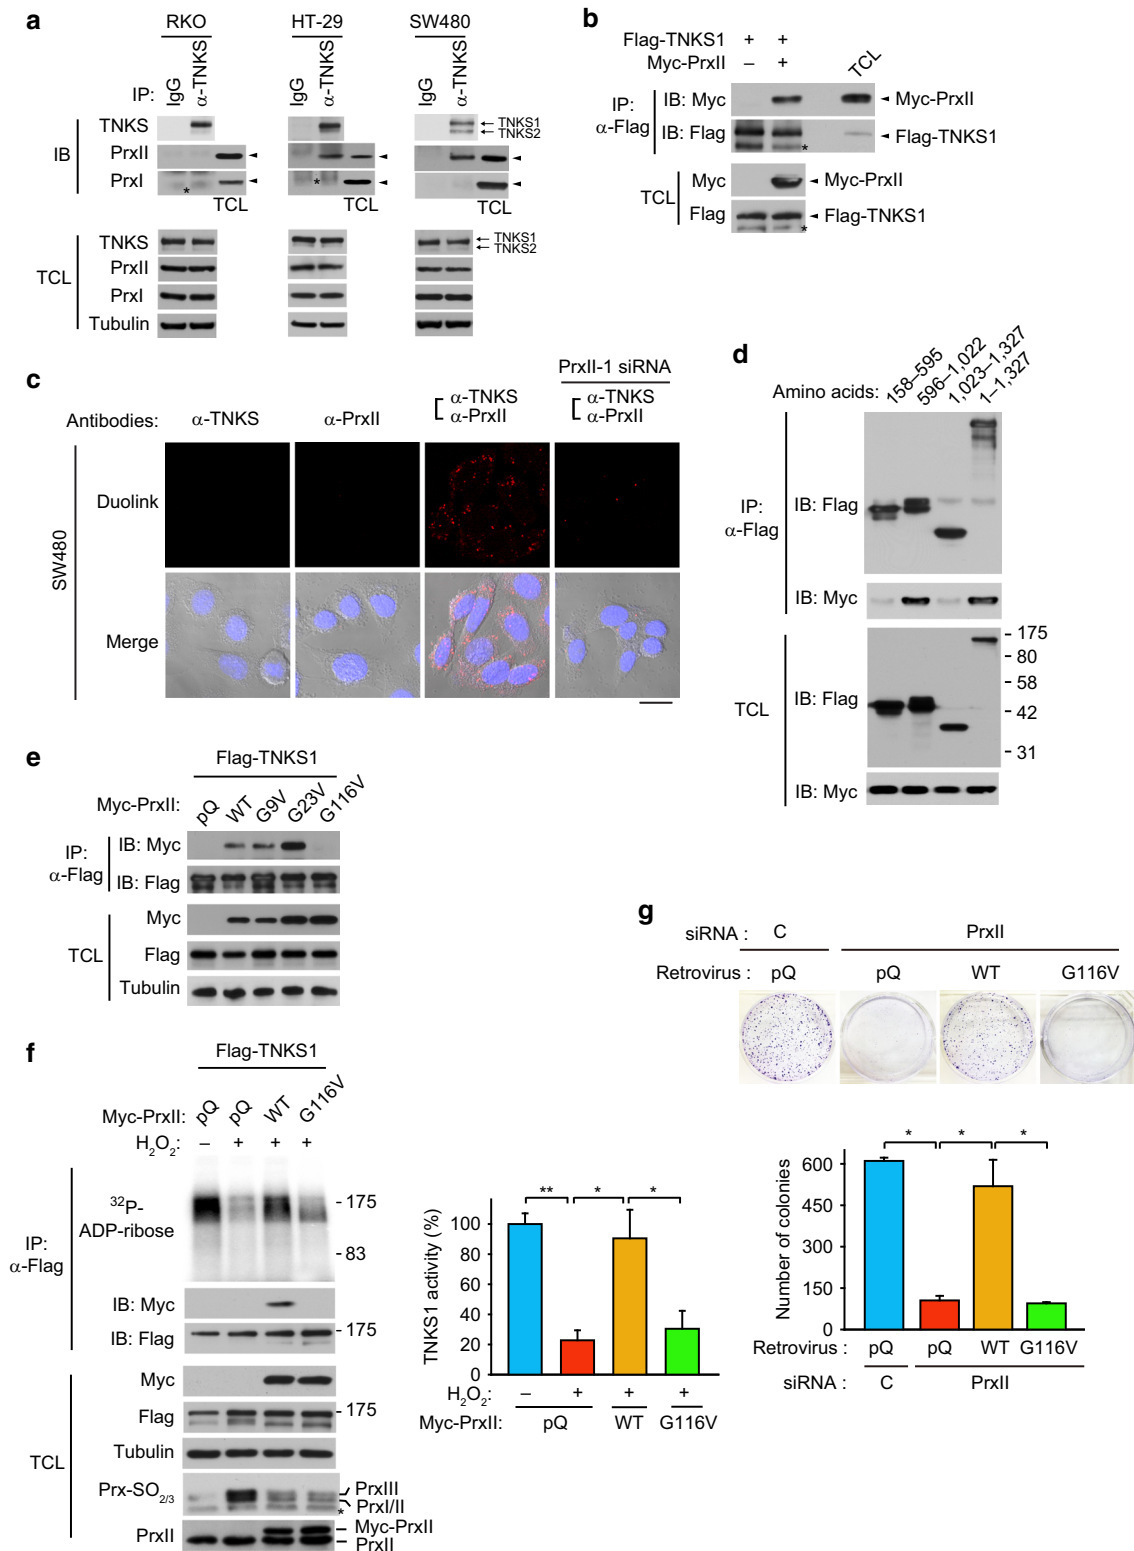 a
RKO HT-29 SW480
IP: IgG α-TNKS IgG α-TNKS IgG α-TNKS
IB
TNKS
TNKS1
TNKS2
PrxII
PrxI
*
*
TCL TCL TCL
TCL
TNKS
TNKS1
TNKS2
PrxII
PrxI
Tubulin
b
Flag-TNKS1 + +
Myc-PrxII – + TCL
IP: α-Flag
IB: Myc Myc-PrxII
IB: Flag Flag-TNKS1
*
TCL
Myc Myc-PrxII
Flag Flag-TNKS1
*
c
PrxII-1 siRNA
Antibodies: α-TNKS α-PrxII α-TNKS α-PrxII α-TNKS α-PrxII
SW480
Duolink
Merge
d
Amino acids: 158–595 596–1,022 1,023–1,327 1–1,327
IP: α-Flag
IB: Flag
IB: Myc
TCL
IB: Flag
175
80
58
42
31
IB: Myc
e
Flag-TNKS1
Myc-PrxII: pQ WT G9V G23V G116V
IP: α-Flag
IB: Myc
IB: Flag
TCL
Myc
Flag
Tubulin
f
Flag-TNKS1
Myc-PrxII: pQ pQ WT G116V
H2O2: – + + +
IP: α-Flag
32P-ADP-ribose
175
83
IB: Myc
IB: Flag 175
TCL
Myc
Flag 175
Tubulin
Prx-SO2/3 PrxIII
PrxI/II
*
PrxII Myc-PrxII
PrxII
TNKS1 activity (%)
100
80
60
40
20
0
** * *
H2O2: – + + +
Myc-PrxII: pQ WT G116V
g
siRNA : C PrxII
Retrovirus : pQ pQ WT G116V
Number of colonies
600
450
300
150
0
* * *
Retrovirus : pQ pQ WT G116V
siRNA : C PrxII